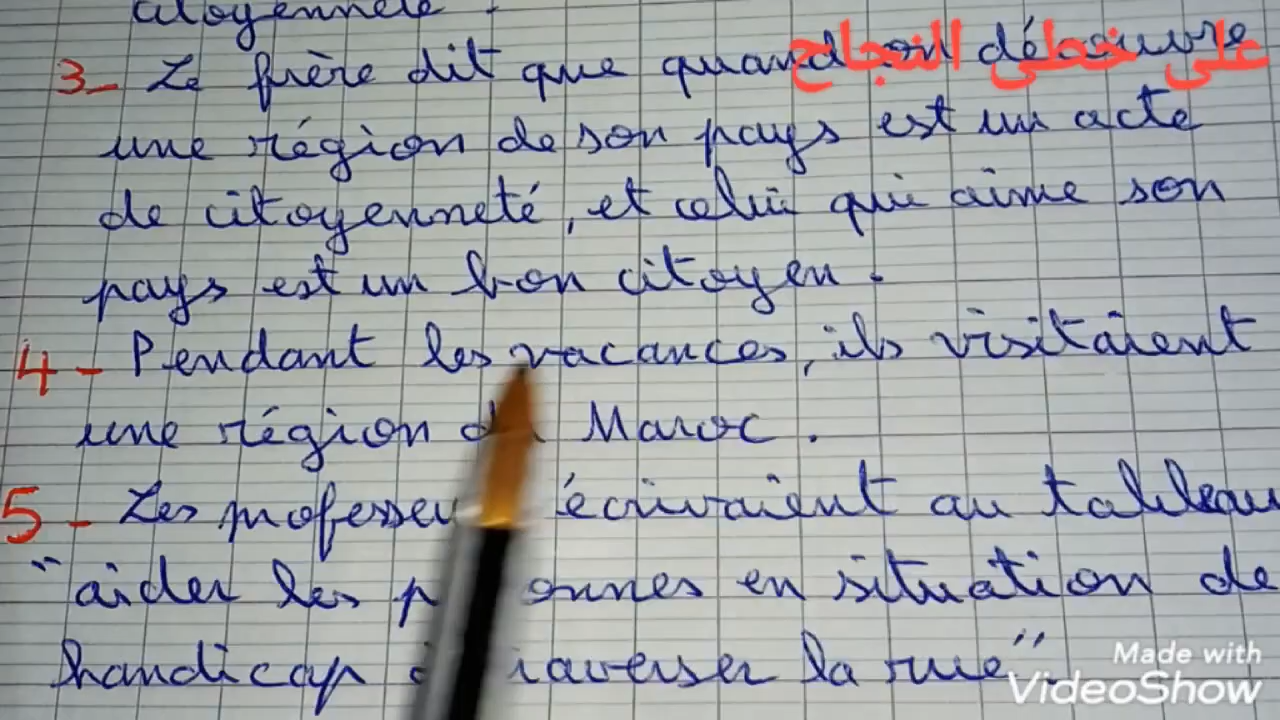 citoyenneté.
3- Le frère dit que quand on découvre
على خطى النجاح
une région de son pays est un acte
de citoyenneté, et celui qui aime son
pays est un bon citoyen.
4- Pendant les vacances, ils visitaient
une région du Maroc.
5- Les écrivaient au tableau
"aider les en situation de
handicap à traverser la rue".
Made with
VideoShow